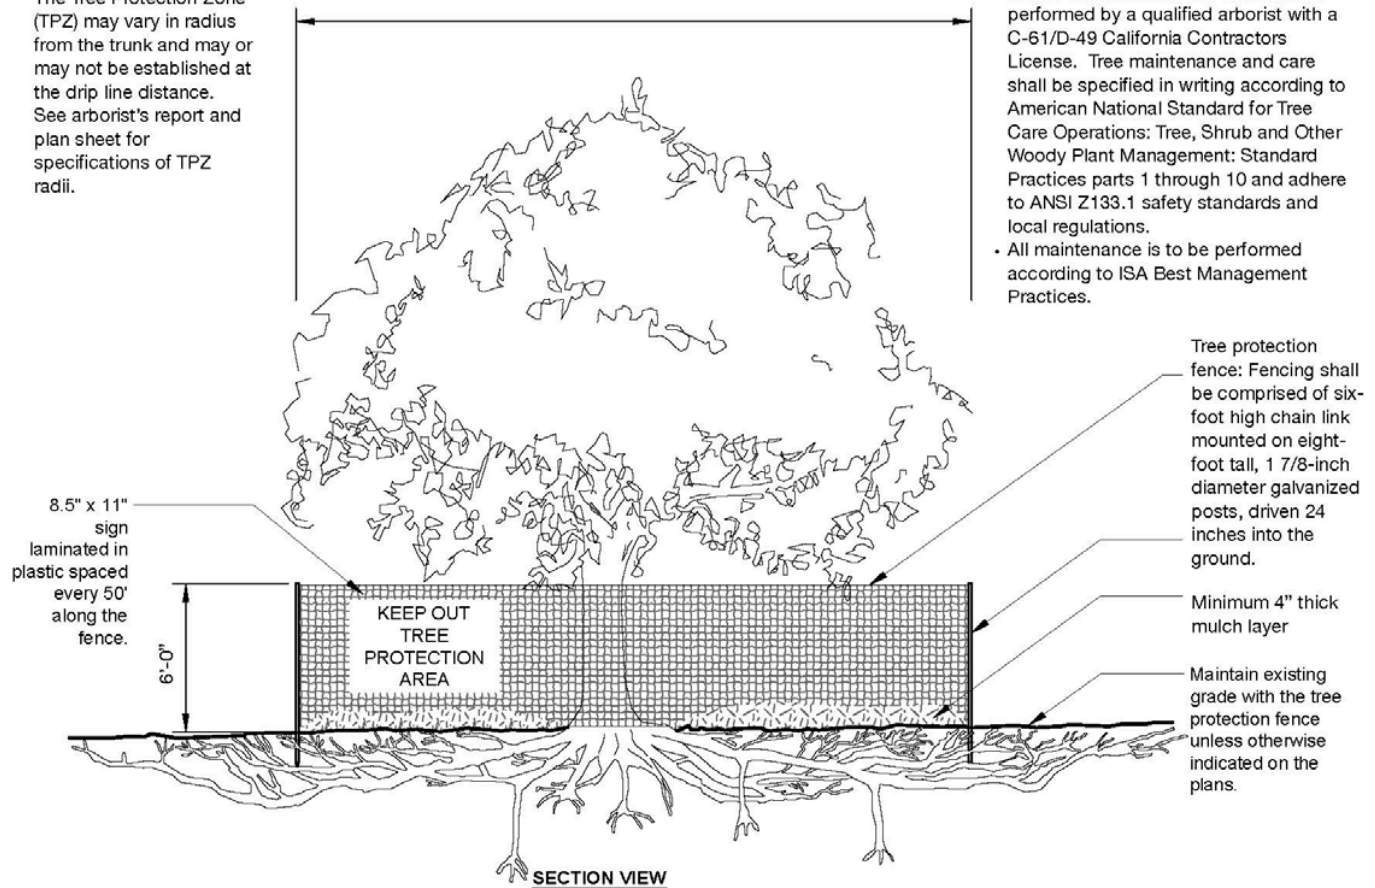 The Tree Protection Zone
(TPZ) may vary in radius
from the trunk and may or
may not be established at
the drip line distance.
See arborist's report and
plan sheet for
specifications of TPZ
radii.
performed by a qualified arborist with a
C-61/D-49 California Contractors
License.  Tree maintenance and care
shall be specified in writing according to
American National Standard for Tree
Care Operations: Tree, Shrub and Other
Woody Plant Management: Standard
Practices parts 1 through 10 and adhere
to ANSI Z133.1 safety standards and
local regulations.
• All maintenance is to be performed
according to ISA Best Management
Practices.
Tree protection
fence: Fencing shall
be comprised of six-
foot high chain link
mounted on eight-
foot tall, 1 7/8-inch
diameter galvanized
posts, driven 24
inches into the
ground.
8.5" x 11"
sign
laminated in
plastic spaced
every 50'
along the
fence.
6'-0"
KEEP OUT
TREE
PROTECTION
AREA
Minimum 4” thick
mulch layer
Maintain existing
grade with the tree
protection fence
unless otherwise
indicated on the
plans.
SECTION VIEW